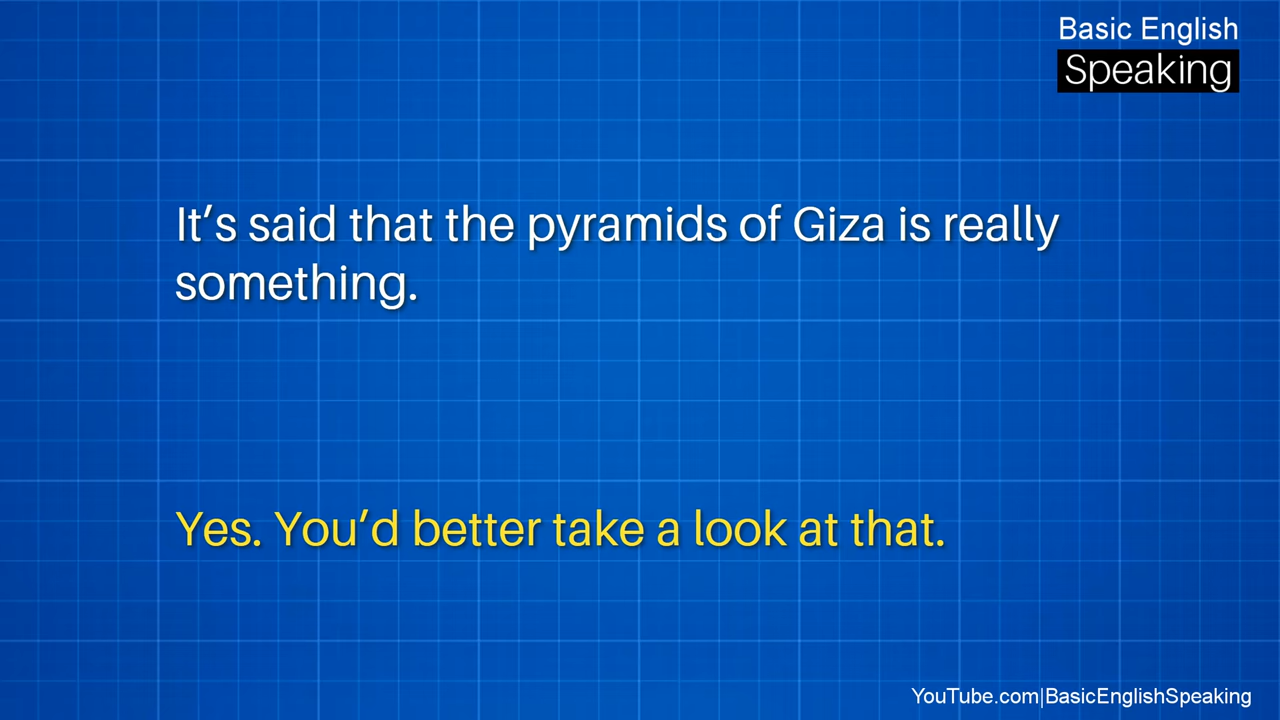 Basic English
Speaking
It’s said that the pyramids of Giza is really
something.
Yes. You’d better take a look at that.
YouTube.com|BasicEnglishSpeaking